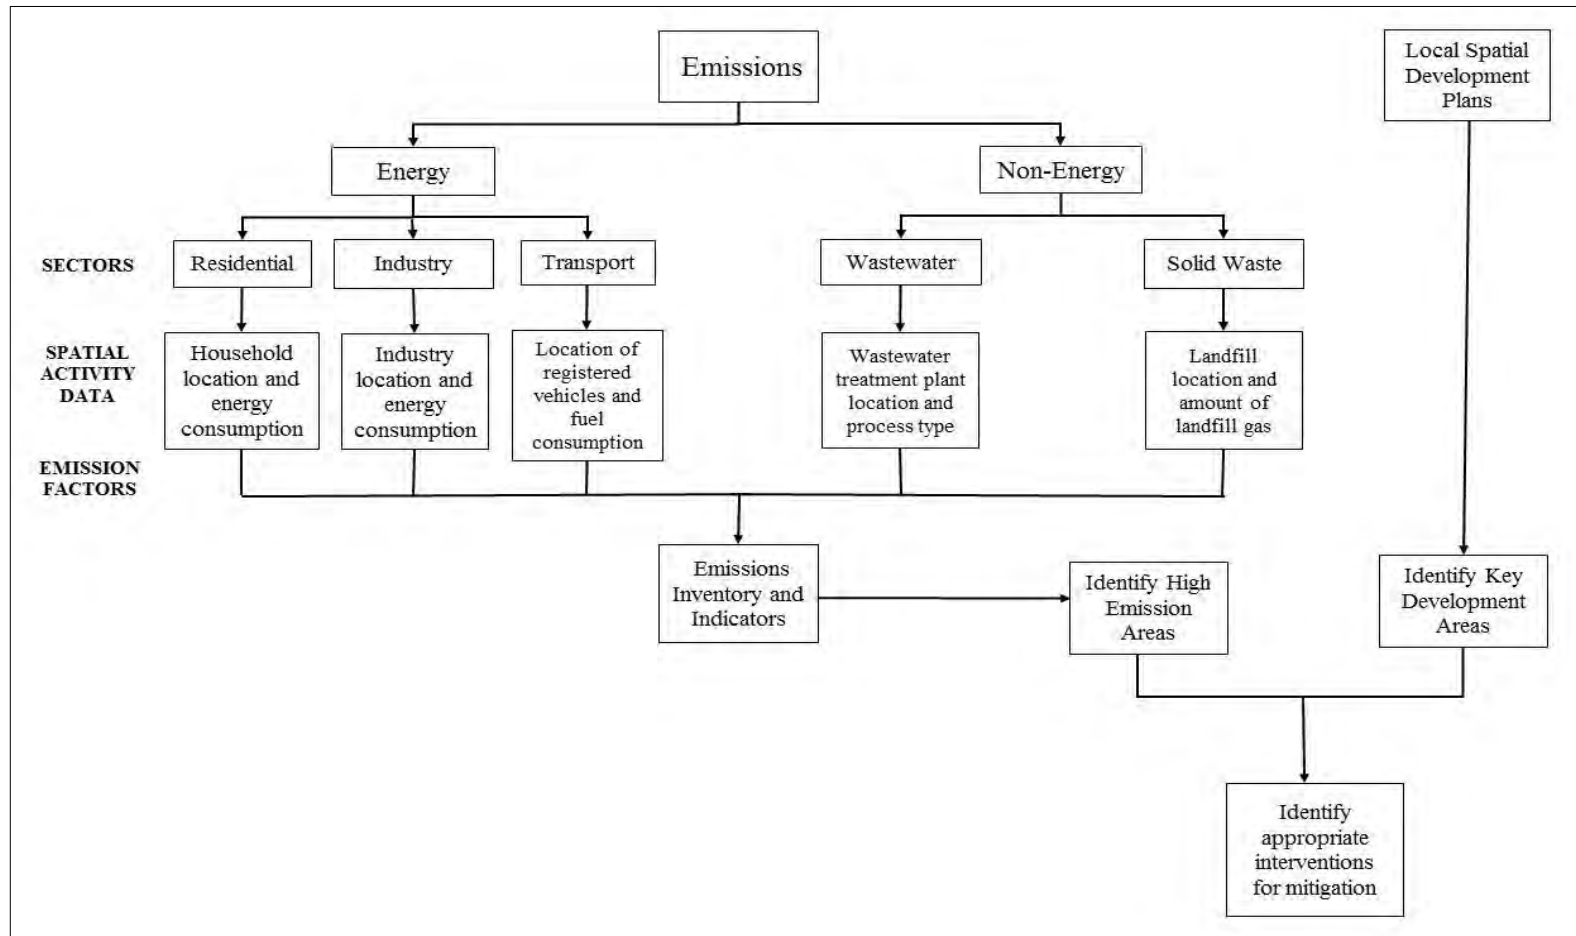 Emissions
Local Spatial
Development
Plans
Energy
Non-Energy
SECTORS
Residential
Industry
Transport
Wastewater
Solid Waste
SPATIAL
ACTIVITY
DATA
Household
location and
energy
consumption
Industry
location and
energy
consumption
Location of
registered
vehicles and
fuel
consumption
Wastewater
treatment plant
location and
process type
Landfill
location and
amount of
landfill gas
EMISSION
FACTORS
Emissions
Inventory and
Indicators
Identify High
Emission
Areas
Identify Key
Development
Areas
Identify
appropriate
interventions
for mitigation